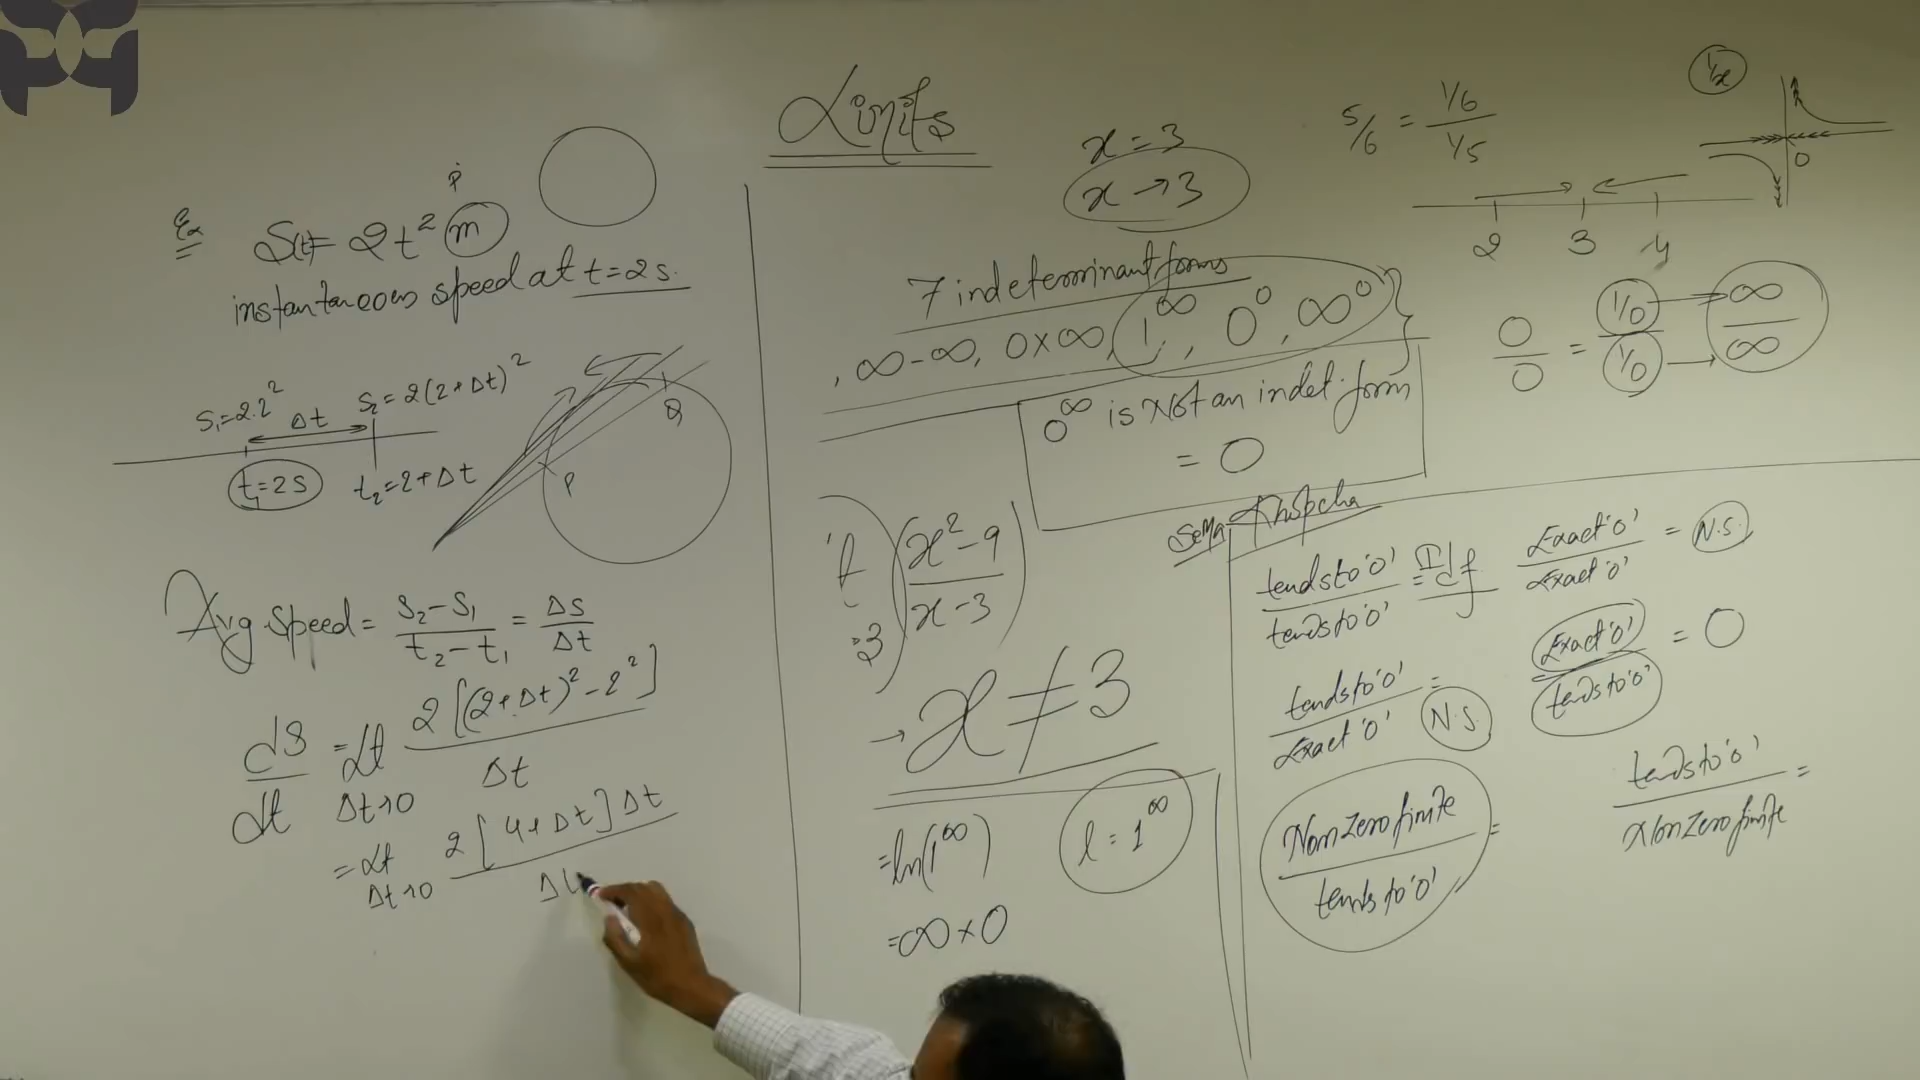 Limits
Ex S(t)= 2t² m
instantaneous speed at t=2s.
P
S₁=2.2² Δt S₂=2(2+Δt)²
t₁=2s t₂=2+Δt
P Q
Avg Speed = S₂-S₁ / t₂-t₁ = Δs / Δt
ds/dt = Lt Δt→0 2[(2+Δt)²-2²] / Δt
= Lt Δt→0 2[4+Δt]Δt / Δt
x=3
x→3
7 indeterminant forms
, ∞-∞, 0×∞, 1^∞, 0⁰, ∞⁰
0^∞ is Not an indet. form
= 0
(x²-9 / x-3)
→ x≠3
=ln(1^∞) l = 1^∞
=∞×0
5/6 = 1/6 / 1/5
1/x
0
2 3 4
0/0 = 1/0 / 1/0 → ∞/∞
tends to '0' / tends to '0' = Idf
Exact '0' / Exact '0' = N.S.
tends to '0' / Exact '0' = N.S.
Exact '0' / tends to '0' = 0
Non Zero finite / tends to '0' =
tends to '0' / Non Zero finite =